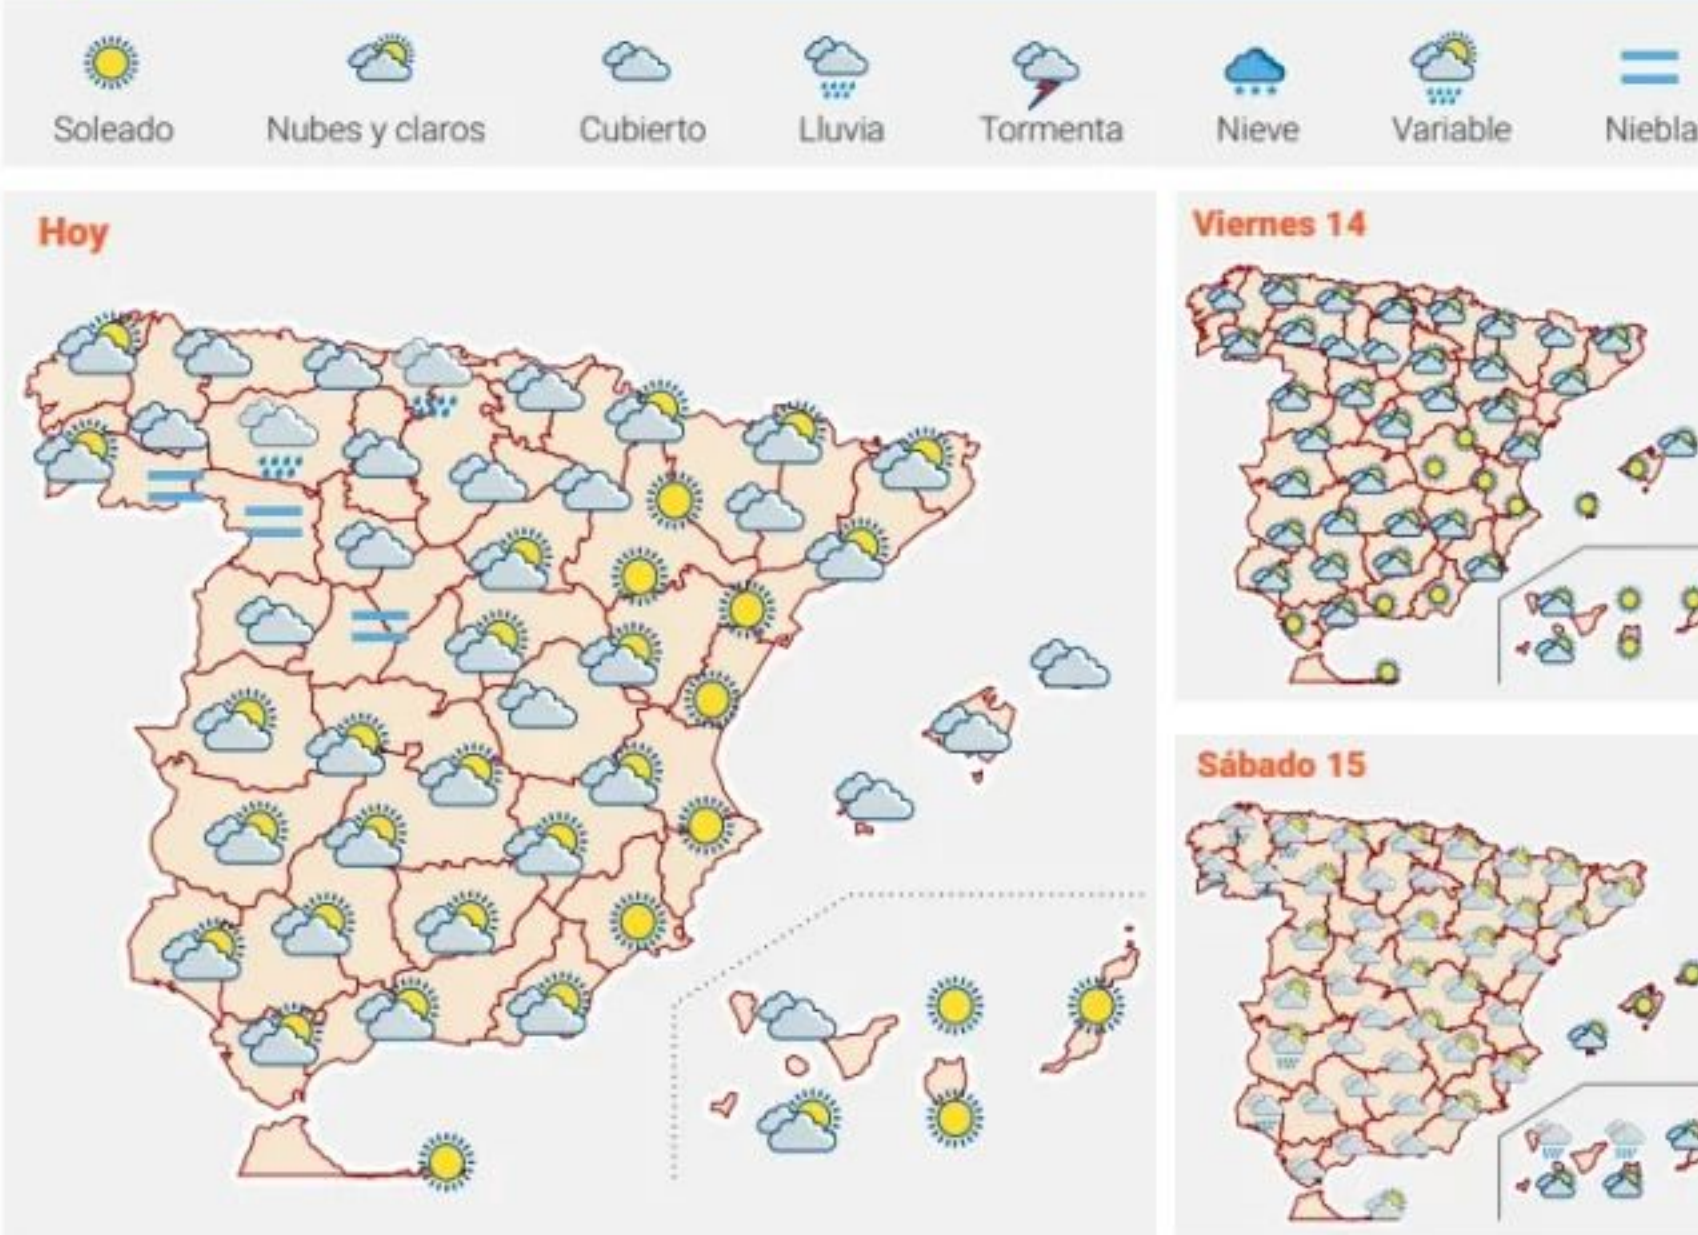 Soleado
Nubes y claros
Cubierto
Lluvia
Tormenta
Nieve
Variable
Niebla
Hoy
Viernes 14
Sábado 15